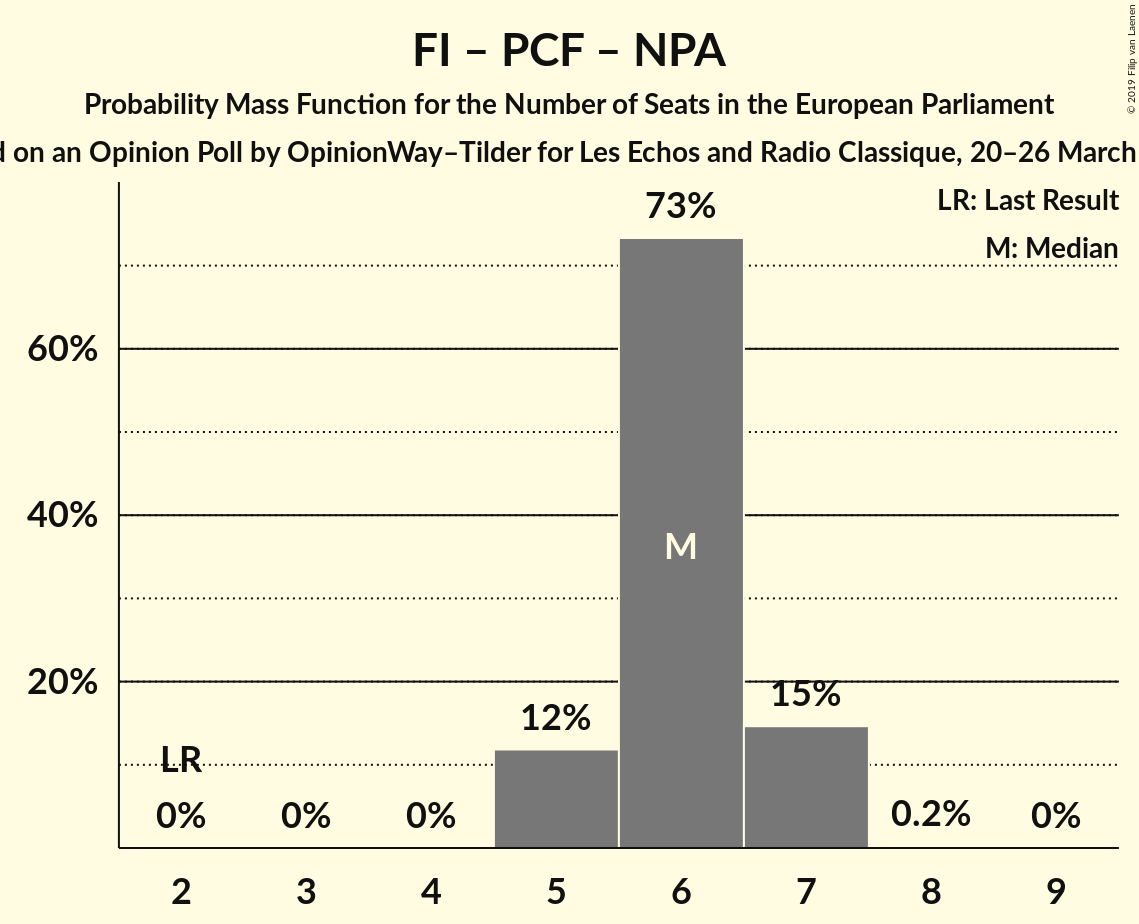 FI – PCF – NPA
Probability Mass Function for the Number of Seats in the European Parliament
on an Opinion Poll by OpinionWay–Tilder for Les Echos and Radio Classique, 20–26 March
© 2019 Filip van Laenen
LR: Last Result
M: Median
73%
60%
40%
M
20%
15%
12%
LR
0% 0% 0% 0.2% 0%
2 3 4 5 6 7 8 9